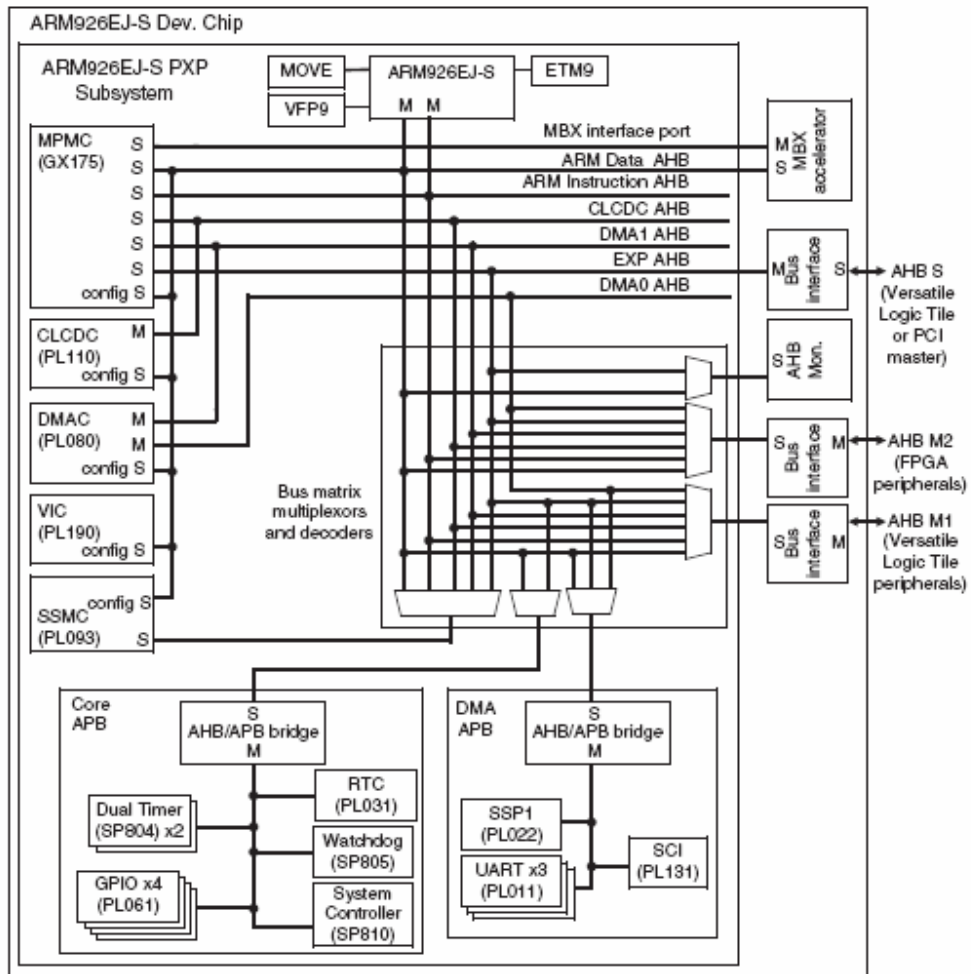 ARM926EJ-S Dev. Chip
ARM926EJ-S PXP
Subsystem
MOVE
VFP9
ARM926EJ-S
M M
ETM9
MPMC
(GX175)
S
S
S
S
S
S
config S
MBX interface port
ARM Data AHB
ARM Instruction AHB
CLCDC AHB
DMA1 AHB
EXP AHB
DMA0 AHB
M
S
MBX
accelerator
M
Bus
interface
S
AHB S
(Versatile
Logic Tile
or PCI
master)
CLCDC
(PL110)
M
config S
DMAC
(PL080)
M
M
config S
VIC
(PL190)
config S
SSMC
(PL093)
config S
S
Bus matrix
multiplexors
and decoders
S
AHB
Mon.
S
Bus
interface
M
AHB M2
(FPGA
peripherals)
S
Bus
interface
M
AHB M1
(Versatile
Logic Tile
peripherals)
Core
APB
S
AHB/APB bridge
M
RTC
(PL031)
Dual Timer
(SP804) x2
Watchdog
(SP805)
GPIO x4
(PL061)
System
Controller
(SP810)
DMA
APB
S
AHB/APB bridge
M
SSP1
(PL022)
UART x3
(PL011)
SCI
(PL131)